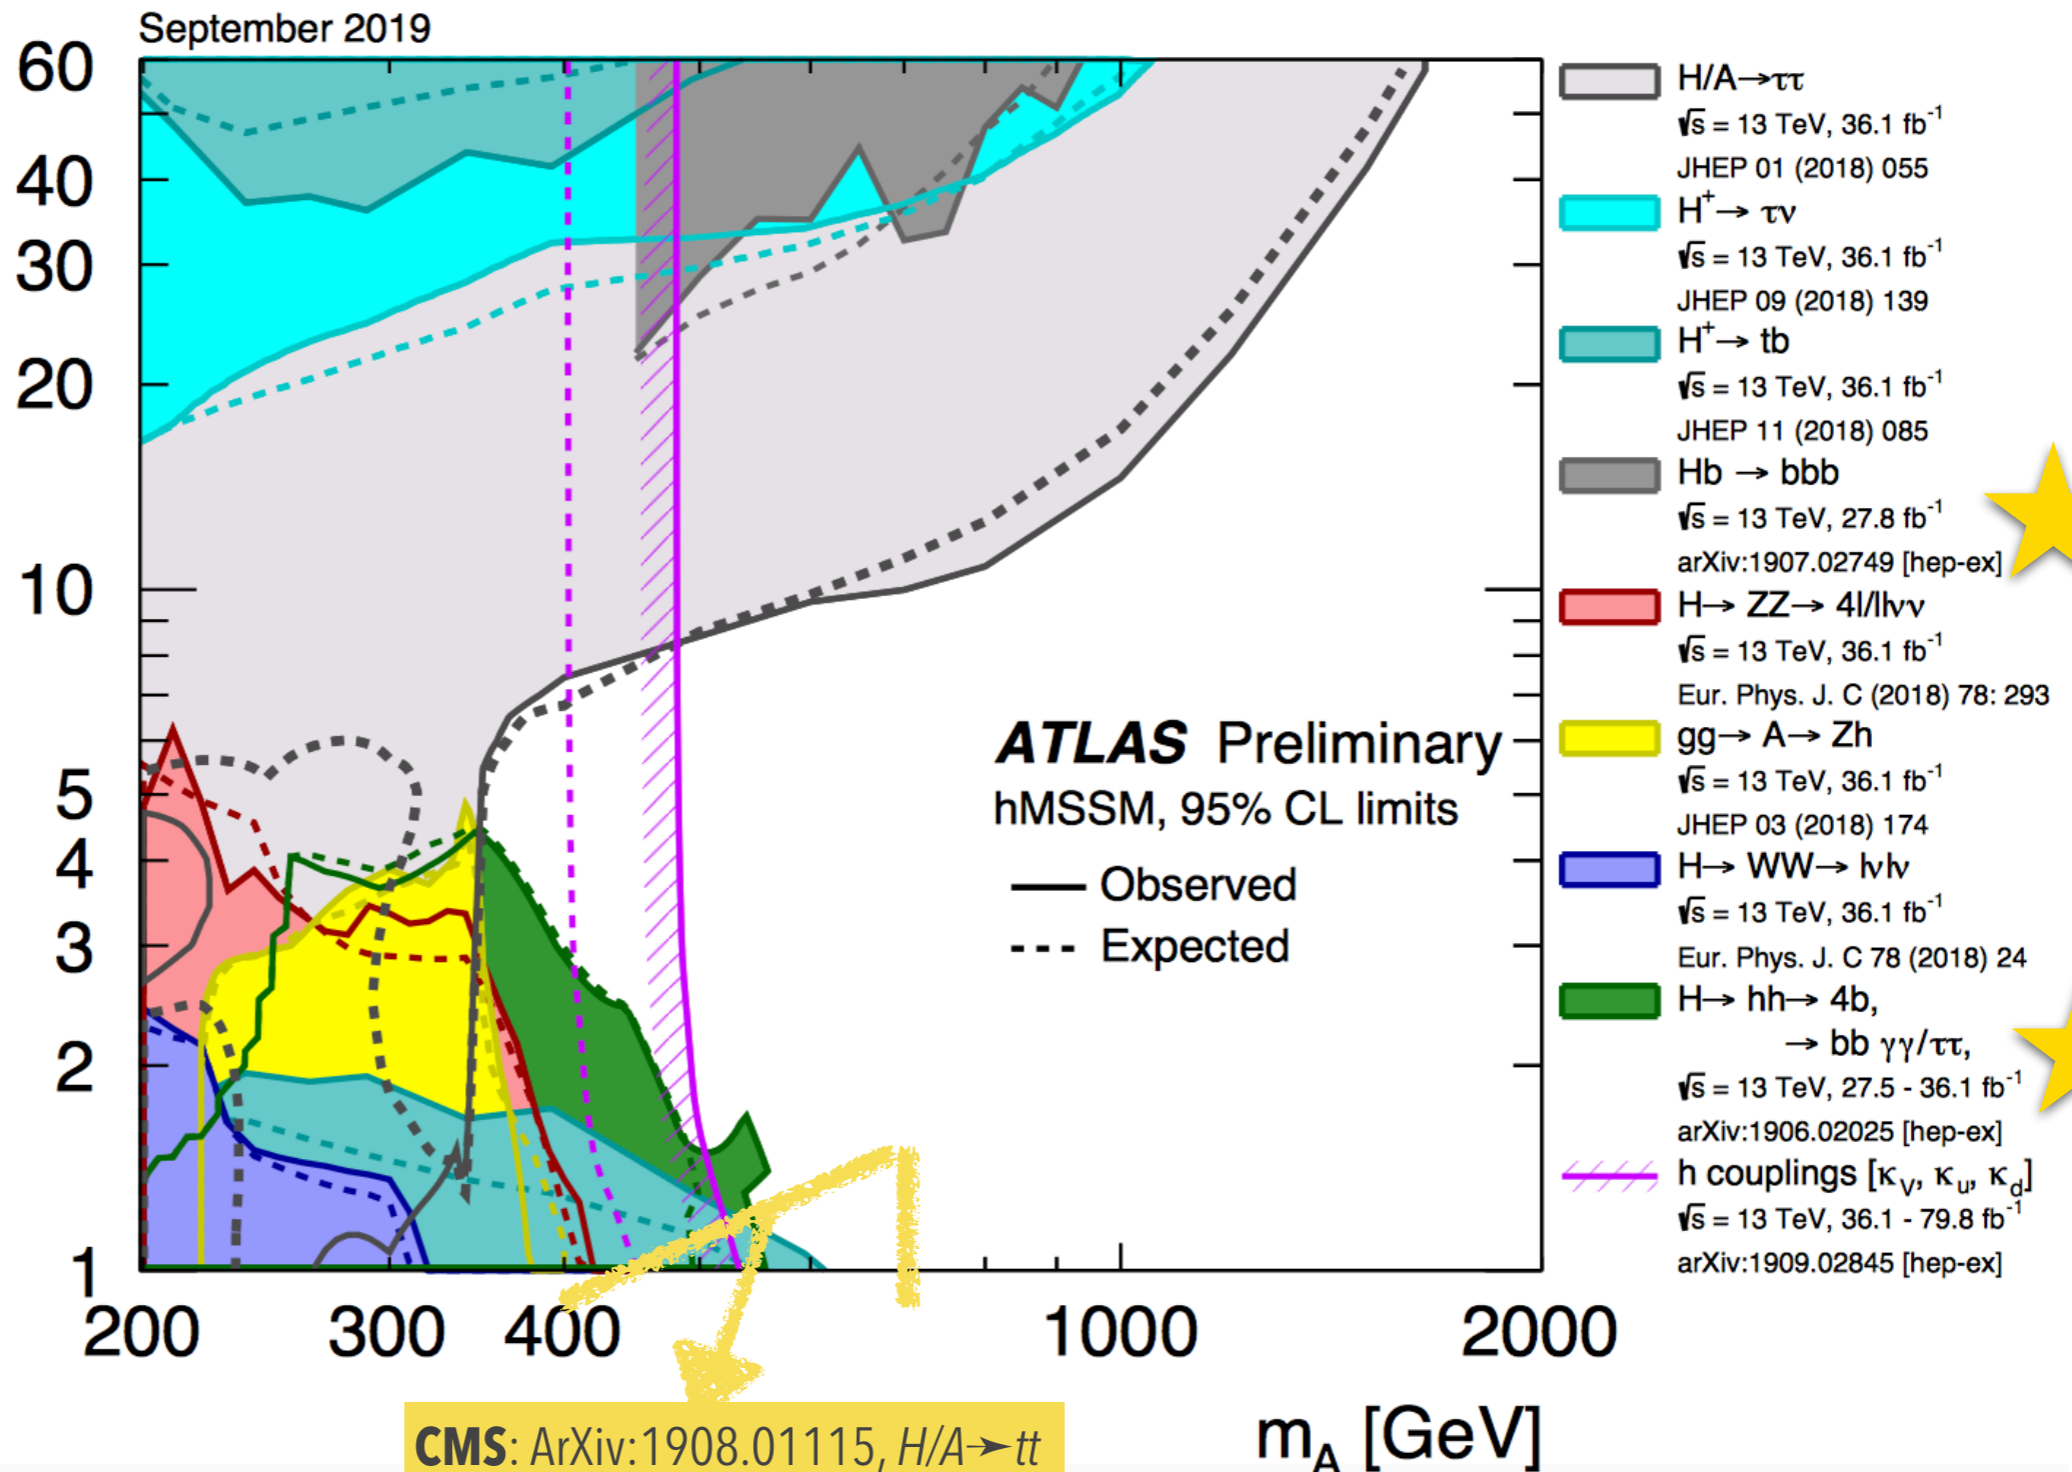 September 2019
60
40
30
20
10
5
4
3
2
1
200 300 400 1000 2000
m_A [GeV]
ATLAS Preliminary
hMSSM, 95% CL limits
Observed
Expected
H/A→ττ
√s = 13 TeV, 36.1 fb⁻¹
JHEP 01 (2018) 055
H⁺→ τν
√s = 13 TeV, 36.1 fb⁻¹
JHEP 09 (2018) 139
H⁺→ tb
√s = 13 TeV, 36.1 fb⁻¹
JHEP 11 (2018) 085
Hb → bbb
√s = 13 TeV, 27.8 fb⁻¹
arXiv:1907.02749 [hep-ex]
H→ ZZ→ 4l/llνν
√s = 13 TeV, 36.1 fb⁻¹
Eur. Phys. J. C (2018) 78: 293
gg→ A→ Zh
√s = 13 TeV, 36.1 fb⁻¹
JHEP 03 (2018) 174
H→ WW→ lνlν
√s = 13 TeV, 36.1 fb⁻¹
Eur. Phys. J. C 78 (2018) 24
H→ hh→ 4b,
→ bb γγ/ττ,
√s = 13 TeV, 27.5 - 36.1 fb⁻¹
arXiv:1906.02025 [hep-ex]
h couplings [κ_V, κ_u, κ_d]
√s = 13 TeV, 36.1 - 79.8 fb⁻¹
arXiv:1909.02845 [hep-ex]
CMS: ArXiv:1908.01115, H/A→tt